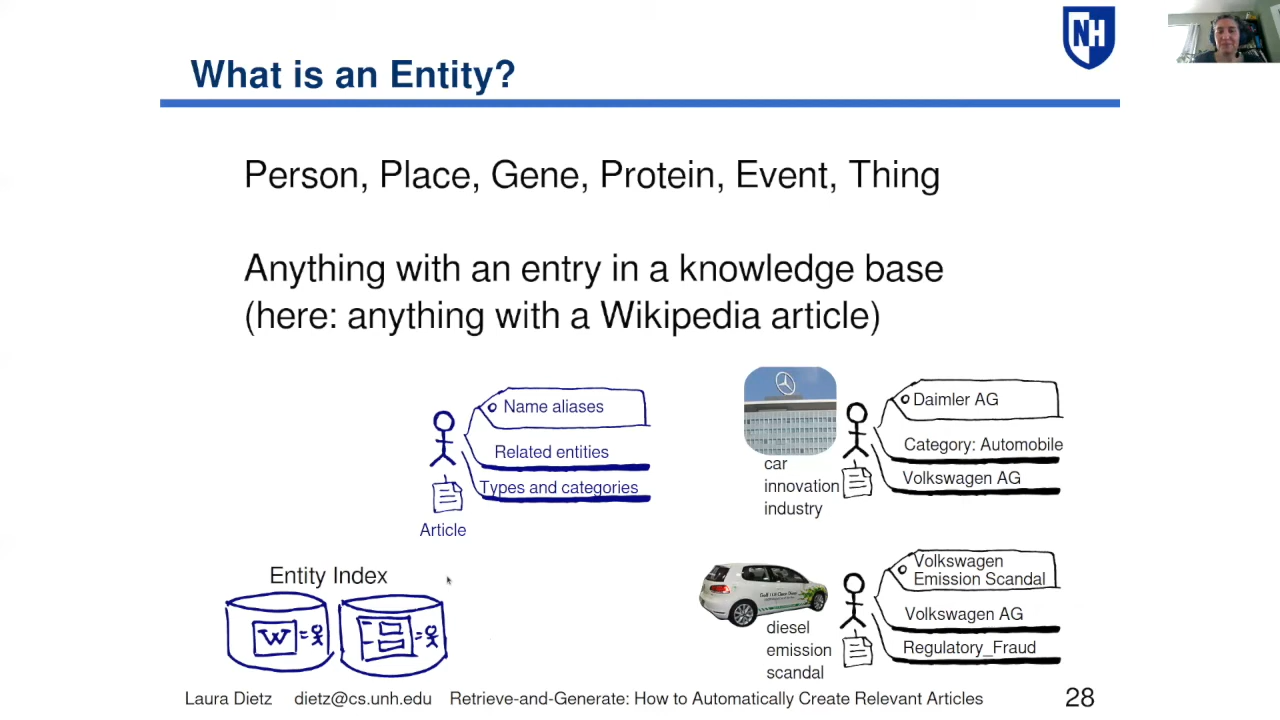 NH
What is an Entity?
Person, Place, Gene, Protein, Event, Thing
Anything with an entry in a knowledge base
(here: anything with a Wikipedia article)
Name aliases
Related entities
Types and categories
Article
Daimler AG
Category: Automobile
Volkswagen AG
car
innovation
industry
Entity Index
W = =
Volkswagen
Emission Scandal
Volkswagen AG
Regulatory_Fraud
diesel
emission
scandal
Laura Dietz dietz@cs.unh.edu Retrieve-and-Generate: How to Automatically Create Relevant Articles 28